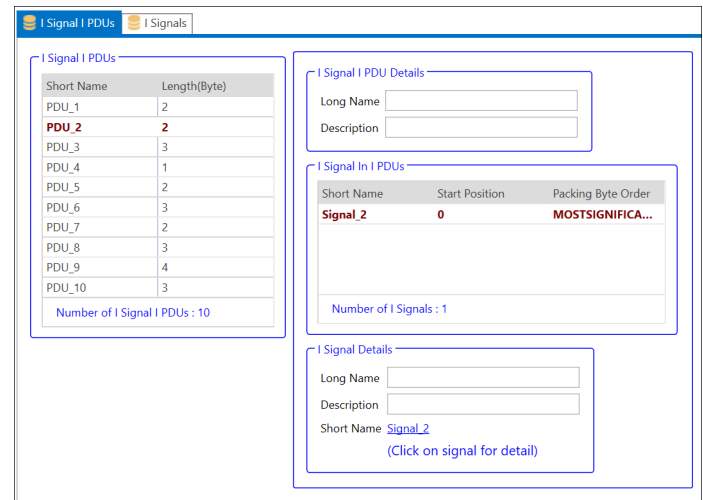 I Signal I PDUs I Signals
I Signal I PDUs
Short Name Length(Byte)
PDU_1 2
PDU_2 2
PDU_3 3
PDU_4 1
PDU_5 2
PDU_6 3
PDU_7 2
PDU_8 3
PDU_9 4
PDU_10 3
Number of I Signal I PDUs : 10
I Signal I PDU Details
Long Name
Description
I Signal In I PDUs
Short Name Start Position Packing Byte Order
Signal_2 0 MOSTSIGNIFICA...
Number of I Signals : 1
I Signal Details
Long Name
Description
Short Name Signal_2
(Click on signal for detail)